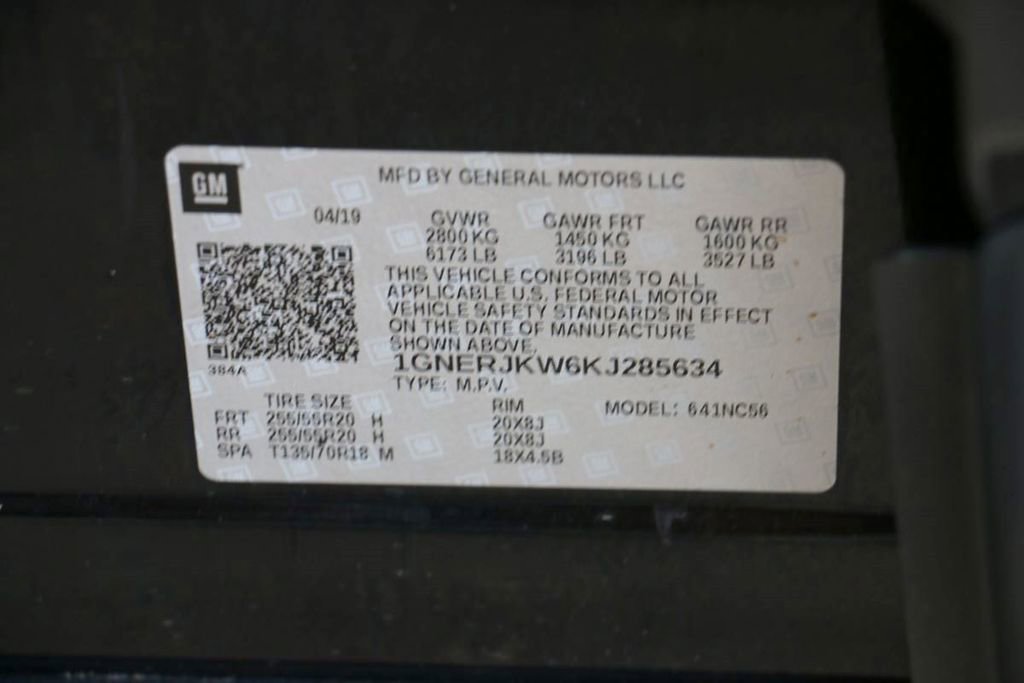 GM
MFD BY GENERAL MOTORS LLC
04/19 GVWR GAWR FRT GAWR RR
2800 KG 1450 KG 1600 KG
6173 LB 3196 LB 3527 LB
THIS VEHICLE CONFORMS TO ALL
APPLICABLE U.S. FEDERAL MOTOR
VEHICLE SAFETY STANDARDS IN EFFECT
ON THE DATE OF MANUFACTURE
SHOWN ABOVE.
1GNERJKW6KJ285634
384A
TYPE: M.P.V.
TIRE SIZE RIM MODEL: 641NC56
FRT 255/55R20 H 20X8J
RR 255/55R20 H 20X8J
SPA T135/70R18 M 18X4.5B